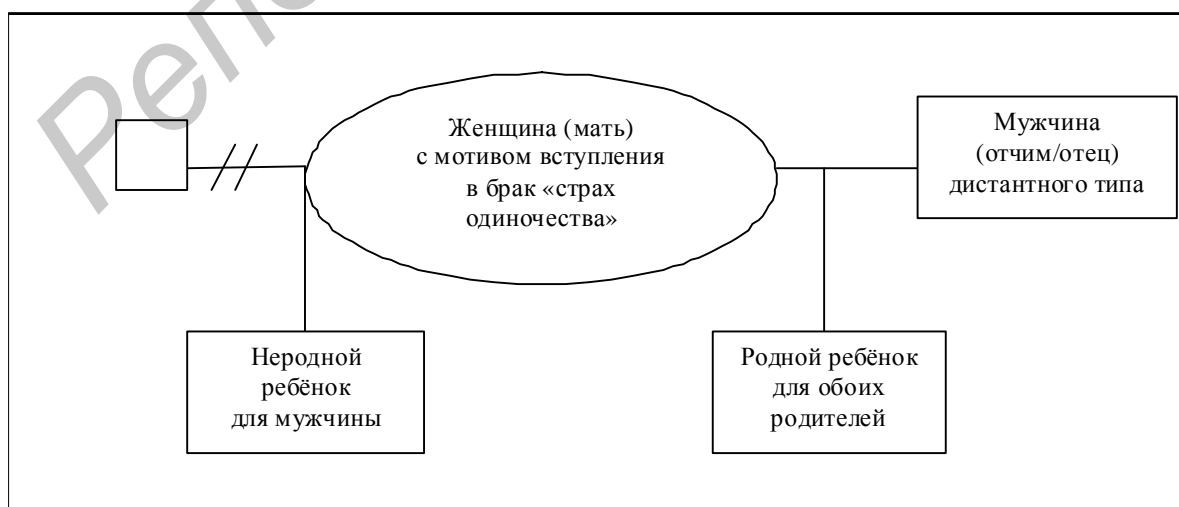 Женщина (мать)
с мотивом вступления
в брак «страх
одиночества»
Мужчина
(отчим/отец)
дистантного типа
Неродной
ребёнок
для мужчины
Родной ребёнок
для обоих
родителей